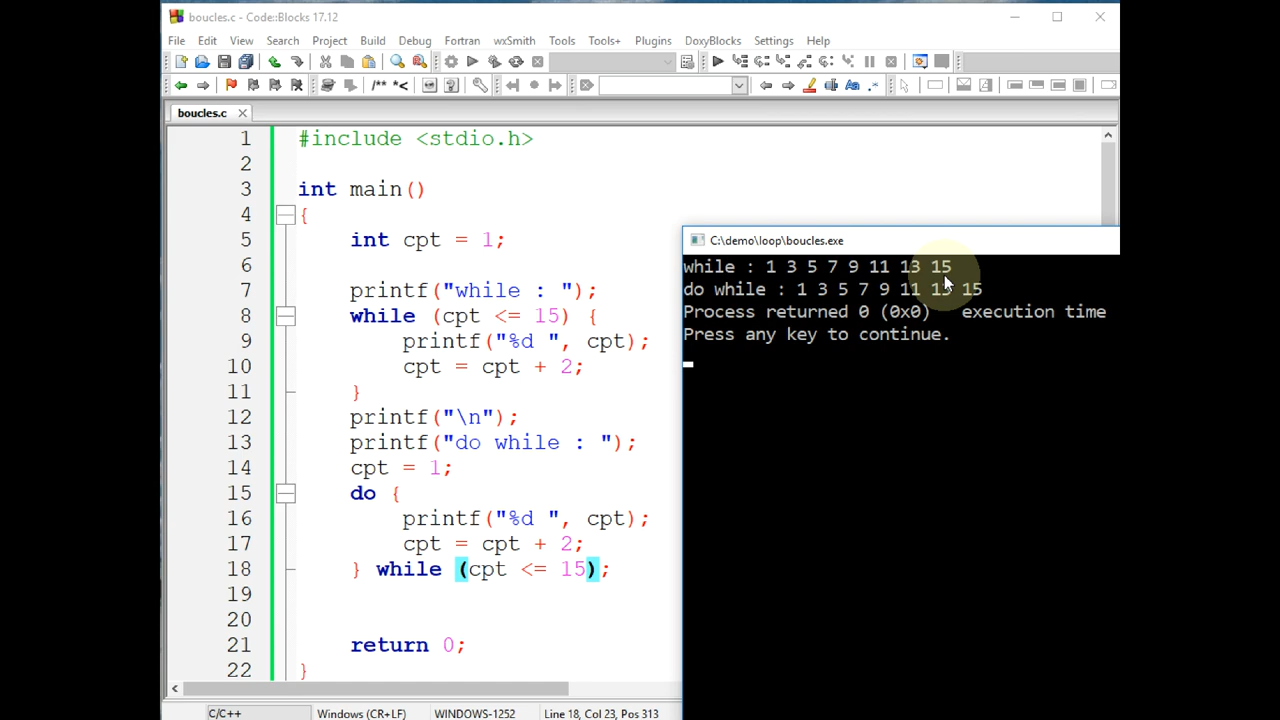 boucles.c - Code::Blocks 17.12
File Edit View Search Project Build Debug Fortran wxSmith Tools Tools+ Plugins DoxyBlocks Settings Help
/** *<
boucles.c
1 #include <stdio.h>
2
3 int main()
4 {
5 int cpt = 1;
6
7 printf("while : ");
8 while (cpt <= 15) {
9 printf("%d ", cpt);
10 cpt = cpt + 2;
11 }
12 printf("\n");
13 printf("do while : ");
14 cpt = 1;
15 do {
16 printf("%d ", cpt);
17 cpt = cpt + 2;
18 } while (cpt <= 15);
19
20
21 return 0;
22 }
C:\demo\loop\boucles.exe
while : 1 3 5 7 9 11 13 15
do while : 1 3 5 7 9 11 13 15
Process returned 0 (0x0) execution time
Press any key to continue.
C/C++ Windows (CR+LF) WINDOWS-1252 Line 18, Col 23, Pos 313